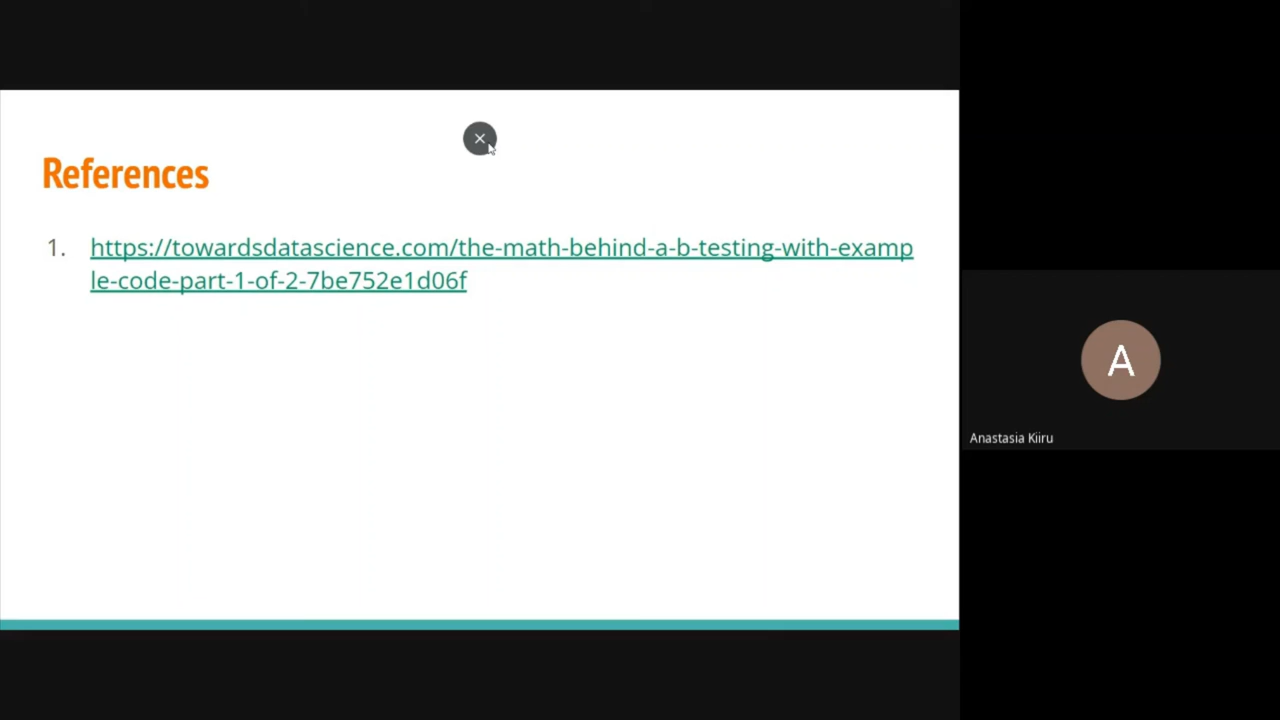 References
1. https://towardsdatascience.com/the-math-behind-a-b-testing-with-examp
le-code-part-1-of-2-7be752e1d06f
A
Anastasia Kiiru